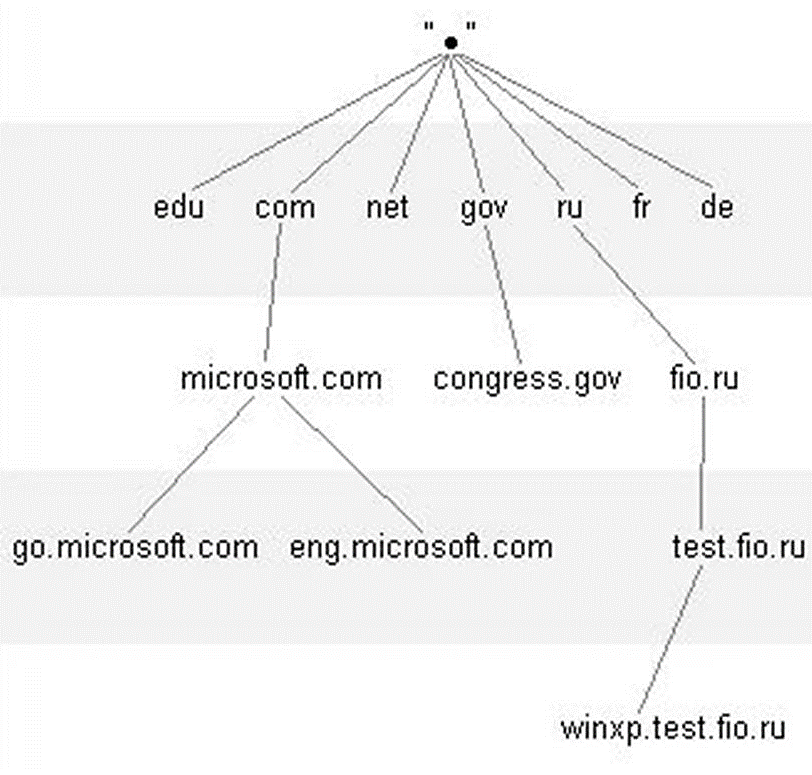 "."
edu com net gov ru fr de
microsoft.com congress.gov fio.ru
go.microsoft.com eng.microsoft.com test.fio.ru
winxp.test.fio.ru